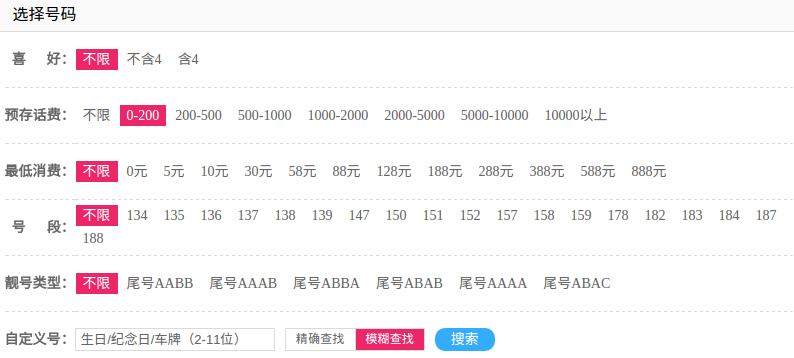 选择号码
喜 好： 不限 不含4 含4
预存话费： 不限 0-200 200-500 500-1000 1000-2000 2000-5000 5000-10000 10000以上
最低消费： 不限 0元 5元 10元 30元 58元 88元 128元 188元 288元 388元 588元 888元
号 段： 不限 134 135 136 137 138 139 147 150 151 152 157 158 159 178 182 183 184 187
188
靓号类型： 不限 尾号AABB 尾号AAAB 尾号ABBA 尾号ABAB 尾号AAAA 尾号ABAC
自定义号： 生日/纪念日/车牌（2-11位） 精确查找 模糊查找 搜索